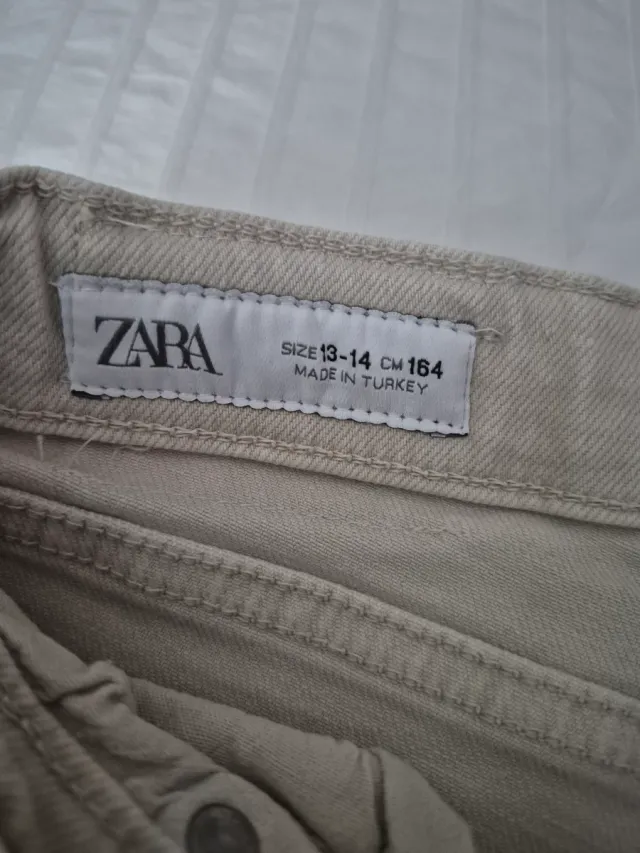 ZARA
SIZE 13-14 CM 164
MADE IN TURKEY